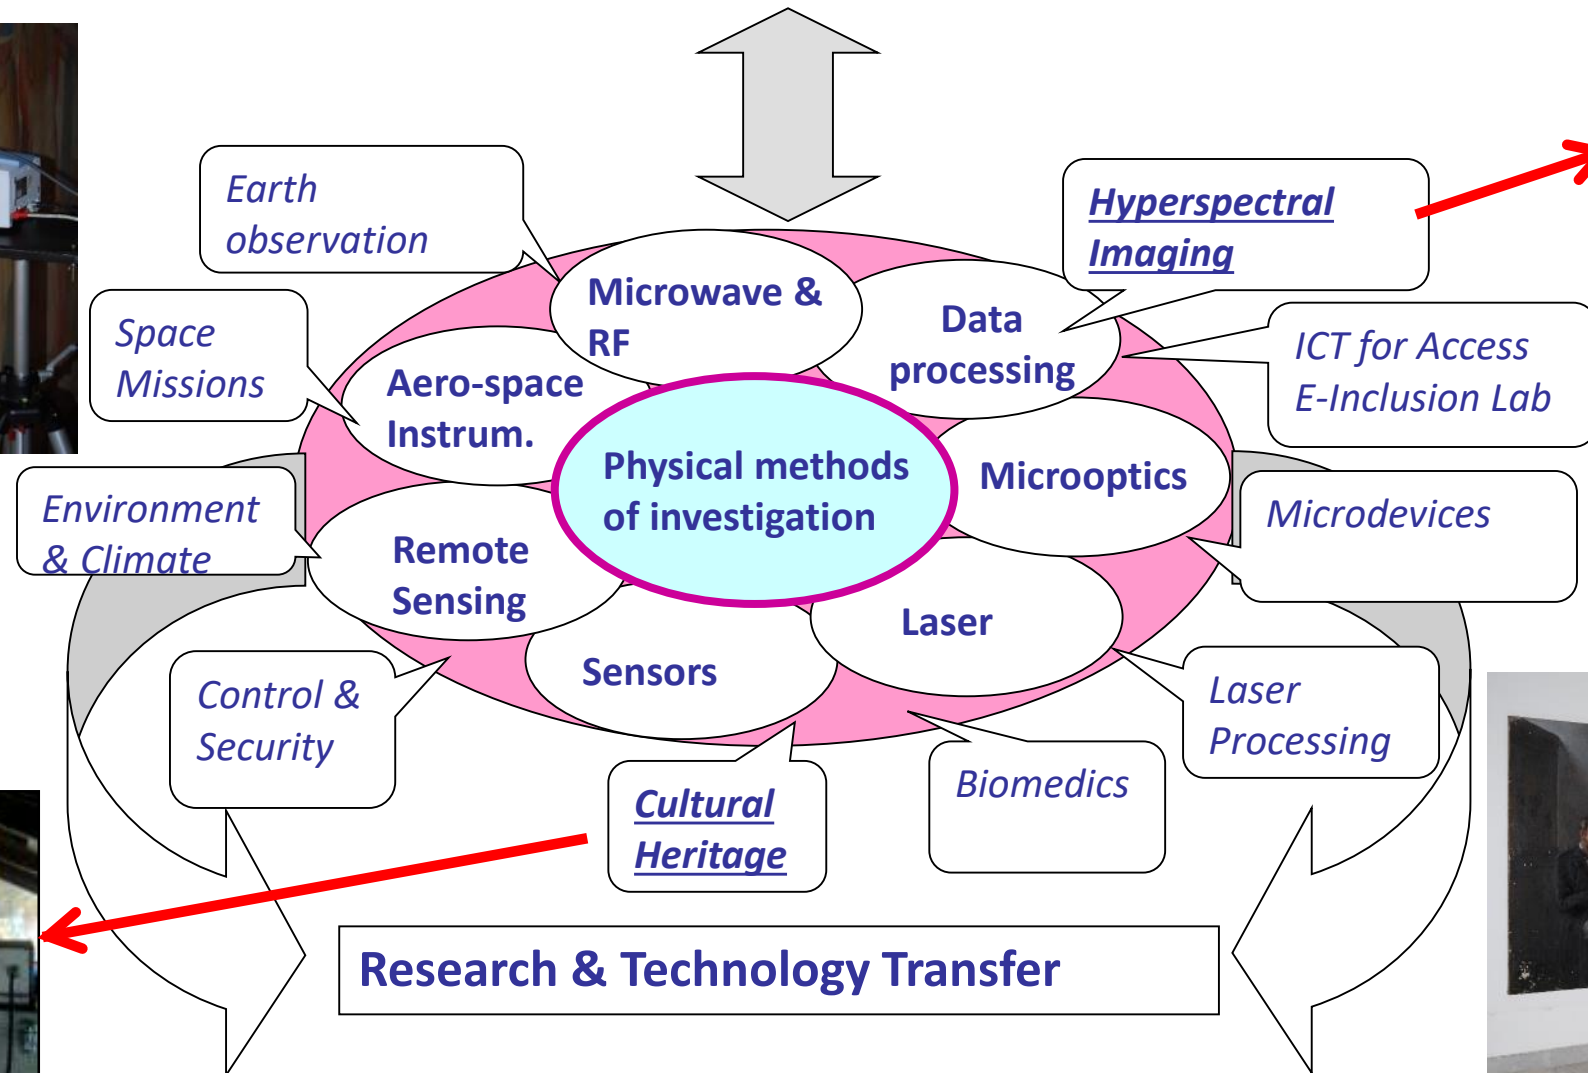 Earth
observation
Hyperspectral
Imaging
Microwave &
RF
Data
processing
Space
Missions
ICT for Access
E-Inclusion Lab
Aero-space
Instrum.
Physical methods
of investigation
Microoptics
Environment
& Climate
Microdevices
Remote
Sensing
Laser
Sensors
Control &
Security
Laser
Processing
Cultural
Heritage
Biomedics
Research & Technology Transfer